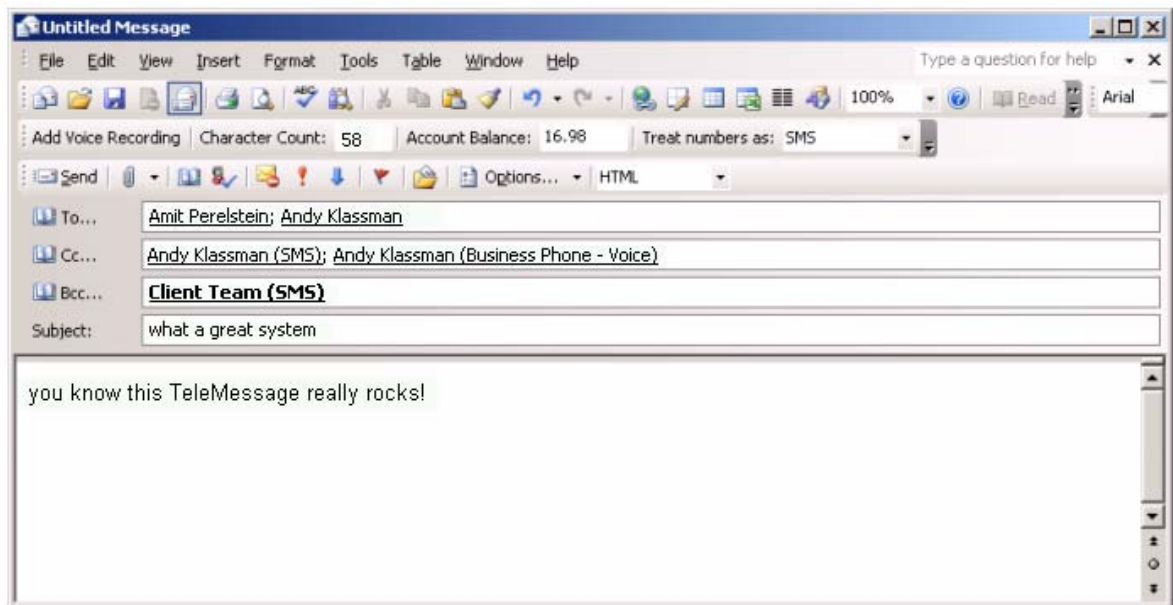 Untitled Message
File Edit View Insert Format Tools Table Window Help Type a question for help
ABC 100% Read Arial
Add Voice Recording Character Count: 58 Account Balance: 16.98 Treat numbers as: SMS
Send Options... HTML
To... Amit Perelstein; Andy Klassman
Cc... Andy Klassman (SMS); Andy Klassman (Business Phone - Voice)
Bcc... Client Team (SMS)
Subject: what a great system
you know this TeleMessage really rocks!